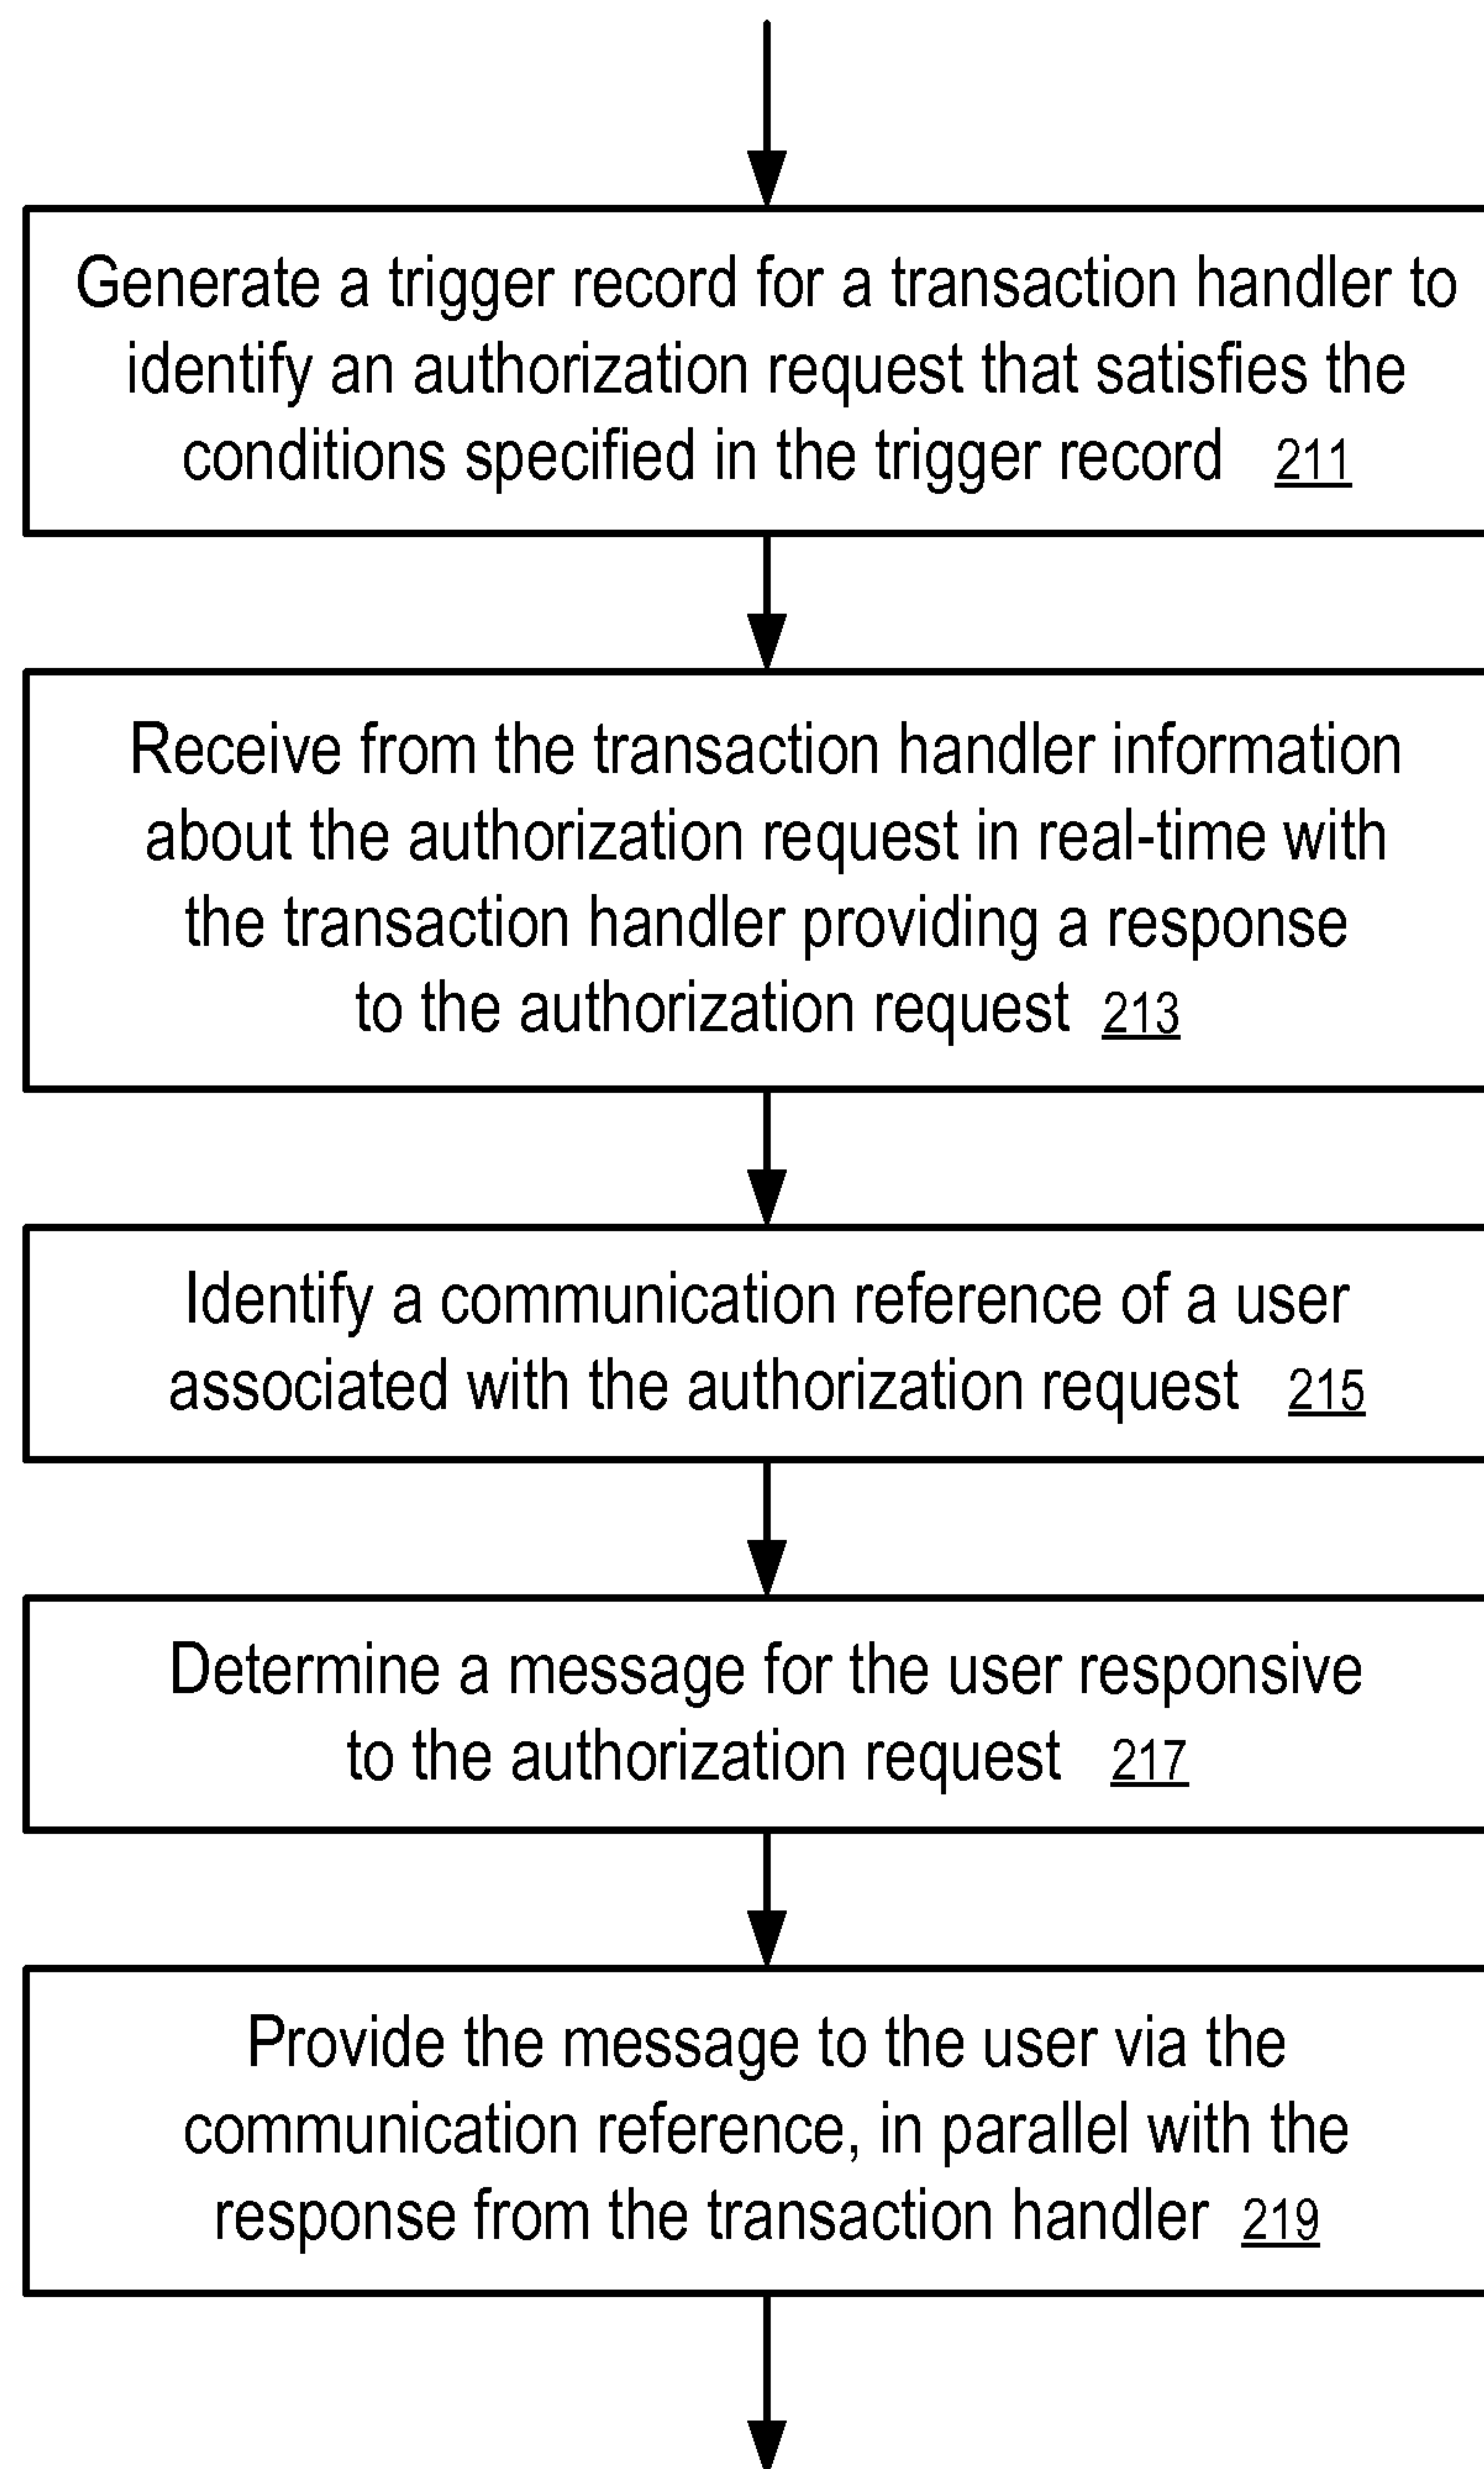 Generate a trigger record for a transaction handler to
identify an authorization request that satisfies the
conditions specified in the trigger record 211
Receive from the transaction handler information
about the authorization request in real-time with
the transaction handler providing a response
to the authorization request 213
Identify a communication reference of a user
associated with the authorization request 215
Determine a message for the user responsive
to the authorization request 217
Provide the message to the user via the
communication reference, in parallel with the
response from the transaction handler 219